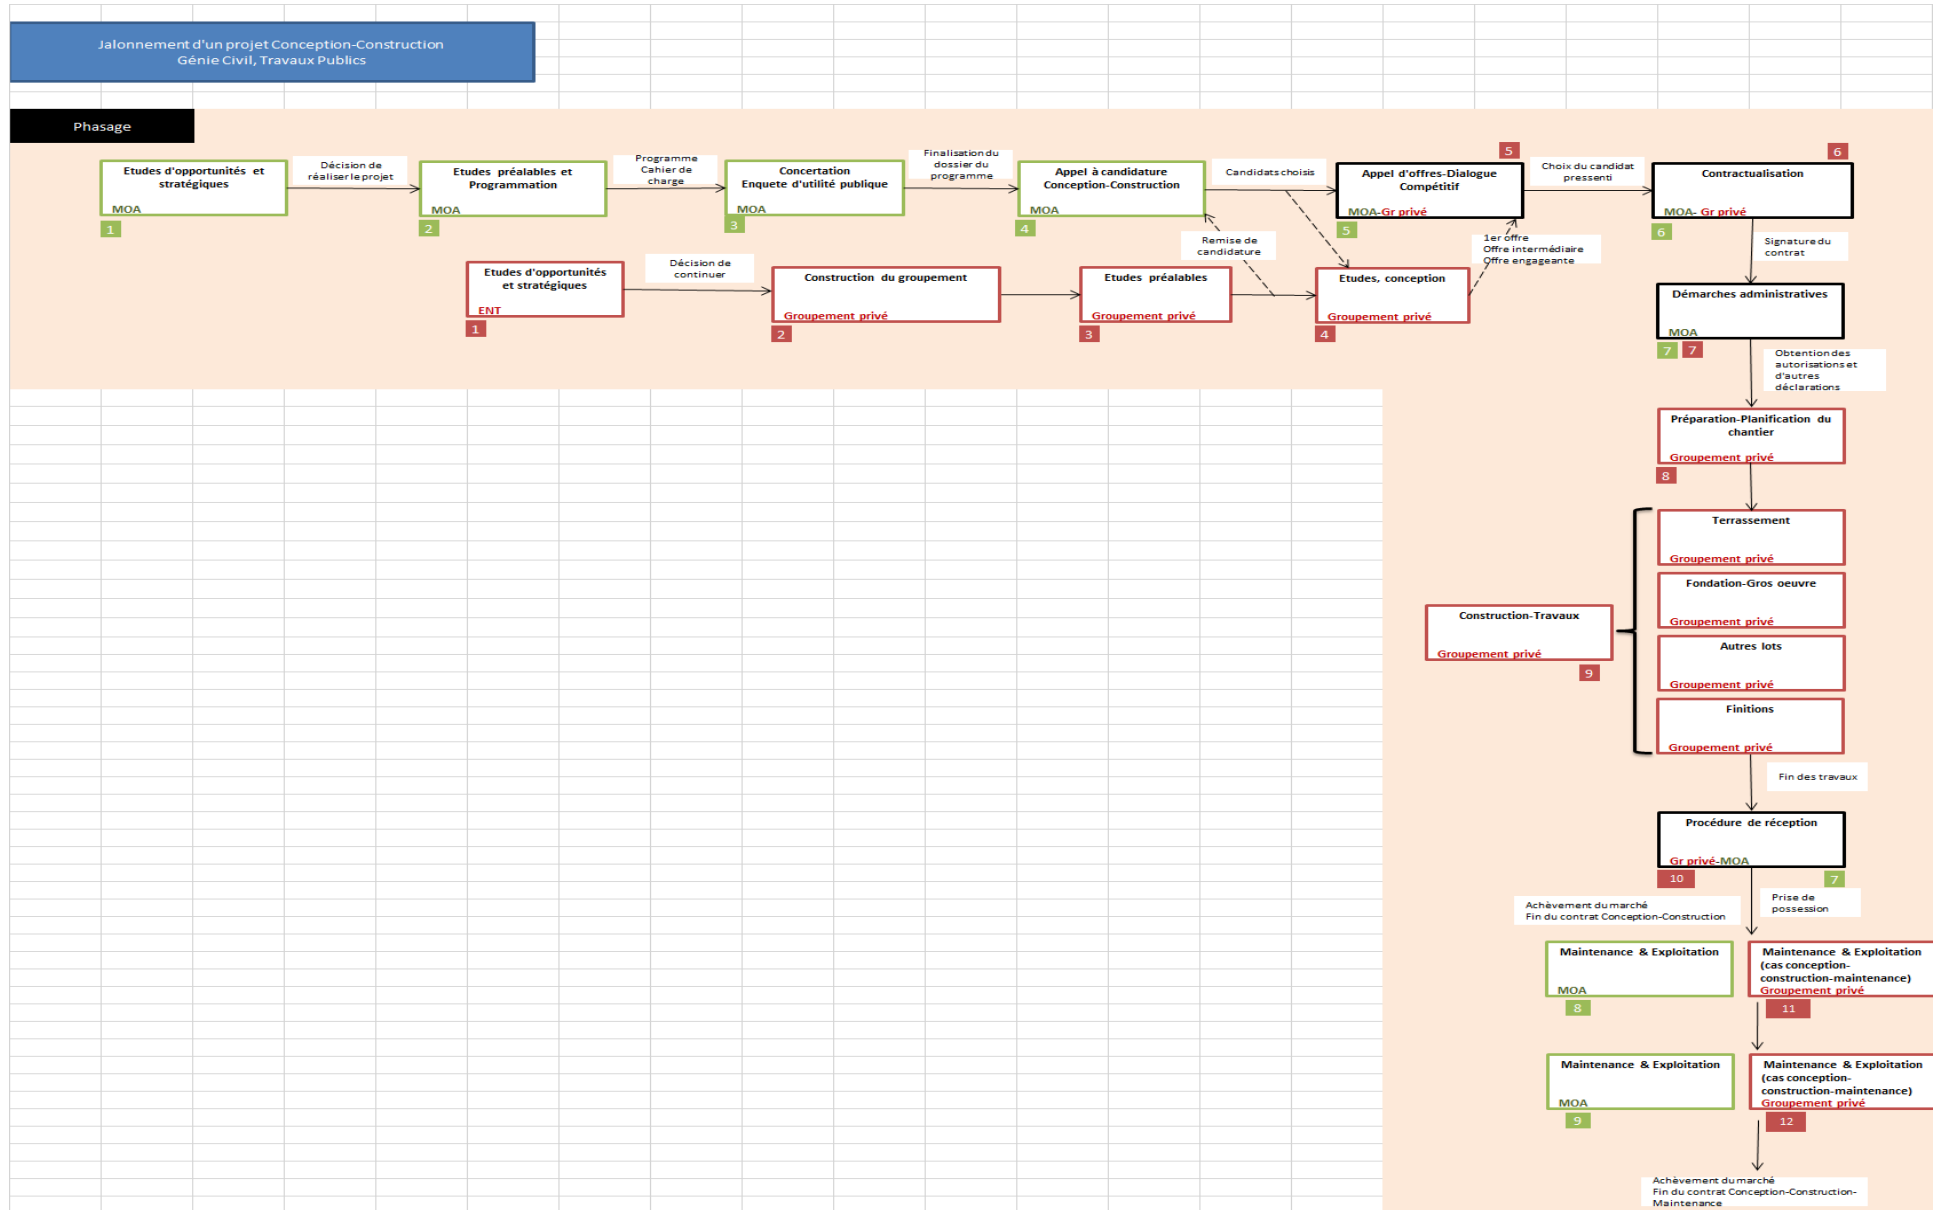 Jalonnement d'un projet Conception-Construction
Génie Civil, Travaux Publics
Phasage
Etudes d'opportunités et
stratégiques
MOA
1
Décision de
réaliser le projet
Etudes préalables et
Programmation
MOA
2
Programme
Cahier de
charge
Concertation
Enquete d'utilité publique
MOA
3
Finalisation du
dossier du
programme
Appel à candidature
Conception-Construction
MOA
4
Candidats choisis
5
Appel d'offres-Dialogue
Compétitif
MOA-Gr privé
5
Choix du candidat
pressenti
6
Contractualisation
MOA- Gr privé
6
Etudes d'opportunités
et stratégiques
ENT
1
Décision de
continuer
Construction du groupement
Groupement privé
2
Etudes préalables
Groupement privé
3
Remise de
candidature
Etudes, conception
Groupement privé
4
1er offre
Offre intermédiaire
Offre engageante
Signature du
contrat
Démarches administratives
MOA
7 7
Obtention des
autorisations et
d'autres
déclarations
Préparation-Planification du
chantier
Groupement privé
8
Terrassement
Groupement privé
Fondation-Gros oeuvre
Groupement privé
Construction-Travaux
Groupement privé
9
Autres lots
Groupement privé
Finitions
Groupement privé
Fin des travaux
Procédure de réception
Gr privé-MOA
10 7
Achèvement du marché
Fin du contrat Conception-Construction
Prise de
possession
Maintenance & Exploitation
MOA
8
Maintenance & Exploitation
(cas conception-
construction-maintenance)
Groupement privé
11
Maintenance & Exploitation
MOA
9
Maintenance & Exploitation
(cas conception-
construction-maintenance)
Groupement privé
12
Achèvement du marché
Fin du contrat Conception-Construction-
Maintenance